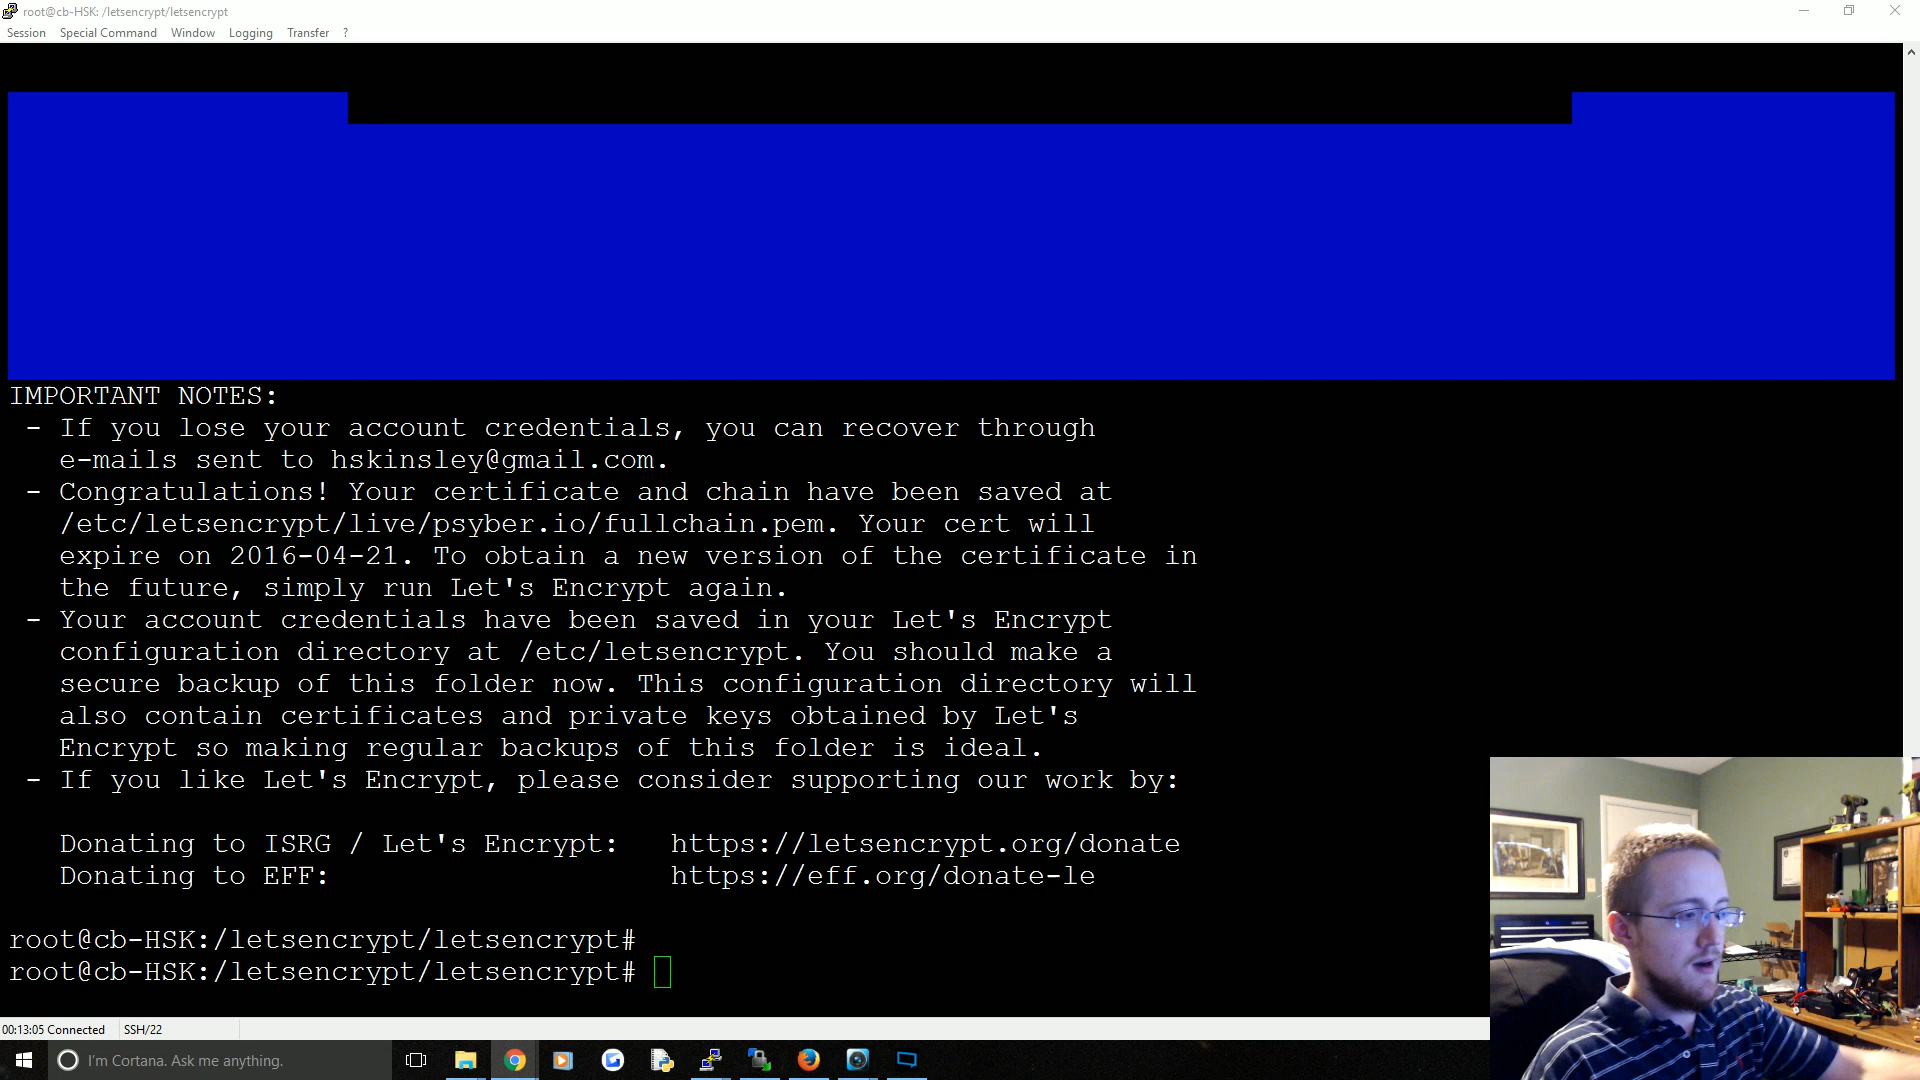 root@cb-HSK: /letsencrypt/letsencrypt
Session Special Command Window Logging Transfer ?
IMPORTANT NOTES:
- If you lose your account credentials, you can recover through
e-mails sent to hskinsley@gmail.com.
- Congratulations! Your certificate and chain have been saved at
/etc/letsencrypt/live/psyber.io/fullchain.pem. Your cert will
expire on 2016-04-21. To obtain a new version of the certificate in
the future, simply run Let's Encrypt again.
- Your account credentials have been saved in your Let's Encrypt
configuration directory at /etc/letsencrypt. You should make a
secure backup of this folder now. This configuration directory will
also contain certificates and private keys obtained by Let's
Encrypt so making regular backups of this folder is ideal.
- If you like Let's Encrypt, please consider supporting our work by:
Donating to ISRG / Let's Encrypt: https://letsencrypt.org/donate
Donating to EFF: https://eff.org/donate-le
root@cb-HSK:/letsencrypt/letsencrypt#
root@cb-HSK:/letsencrypt/letsencrypt#
00:13:05 Connected SSH/22
I'm Cortana. Ask me anything.